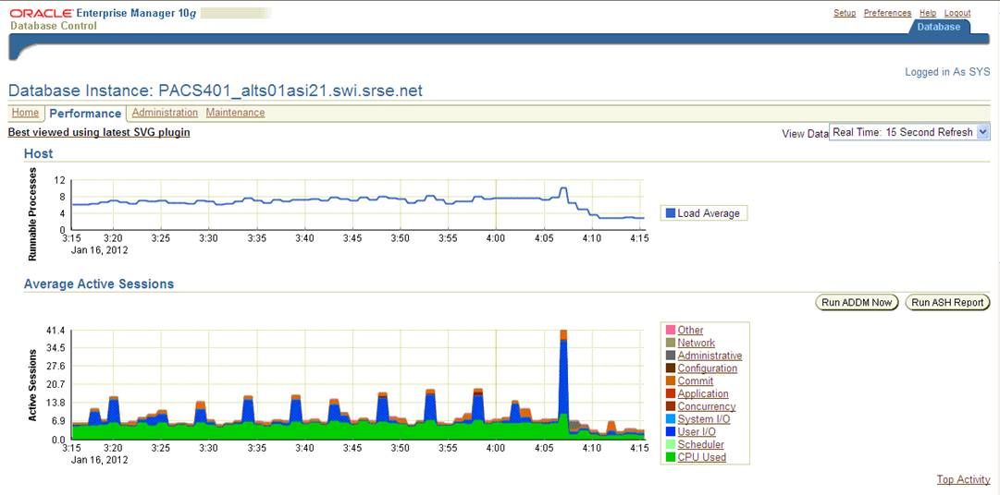 ORACLE Enterprise Manager 10g
Database Control
Setup Preferences Help Logout
Database
Logged in As SYS
Database Instance: PACS401_alts01asi21.swi.srse.net
Home Performance Administration Maintenance
Best viewed using latest SVG plugin
View Data Real Time: 15 Second Refresh
Host
Runnable Processes
12
8
4
0
3:15 3:20 3:25 3:30 3:35 3:40 3:45 3:50 3:55 4:00 4:05 4:10 4:15
Jan 16, 2012
Load Average
Average Active Sessions
Run ADDM Now Run ASH Report
Active Sessions
41.4
34.5
27.6
20.7
13.8
6.9
0.0
3:15 3:20 3:25 3:30 3:35 3:40 3:45 3:50 3:55 4:00 4:05 4:10 4:15
Jan 16, 2012
Other
Network
Administrative
Configuration
Commit
Application
Concurrency
System I/O
User I/O
Scheduler
CPU Used
Top Activity